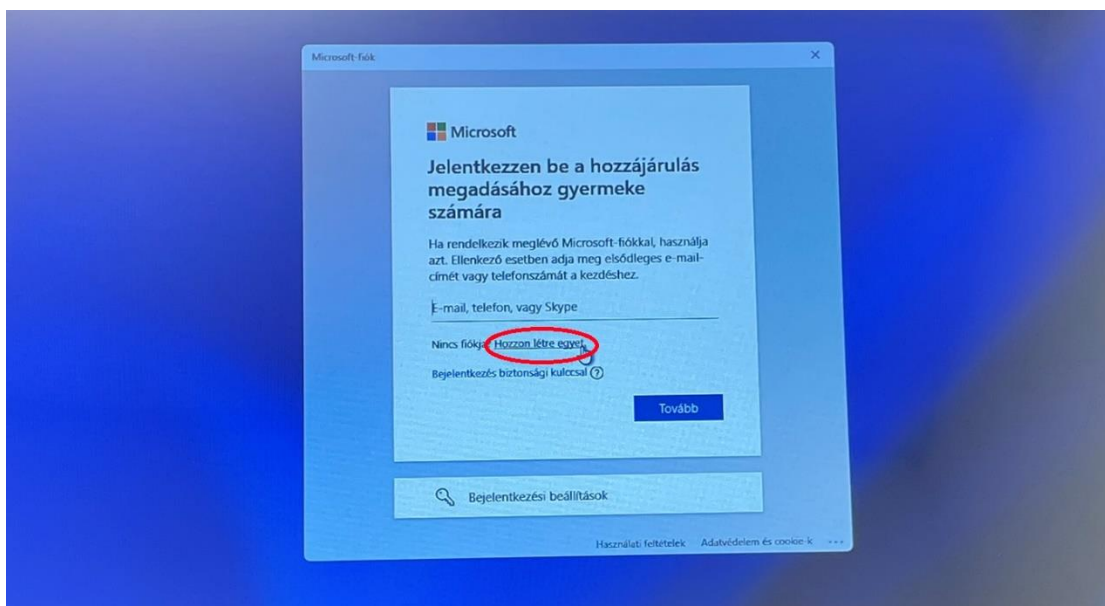 Microsoft-fiók
Microsoft
Jelentkezzen be a hozzájárulás
megadásához gyermeke
számára
Ha rendelkezik meglévő Microsoft-fiókkal, használja
azt. Ellenkező esetben adja meg elsődleges e-mail-
címét vagy telefonszámát a kezdéshez.
E-mail, telefon, vagy Skype
Nincs fiókja? Hozzon létre egyet
Bejelentkezés biztonsági kulccsal
Tovább
Bejelentkezési beállítások
Használati feltételek Adatvédelem és cookie-k